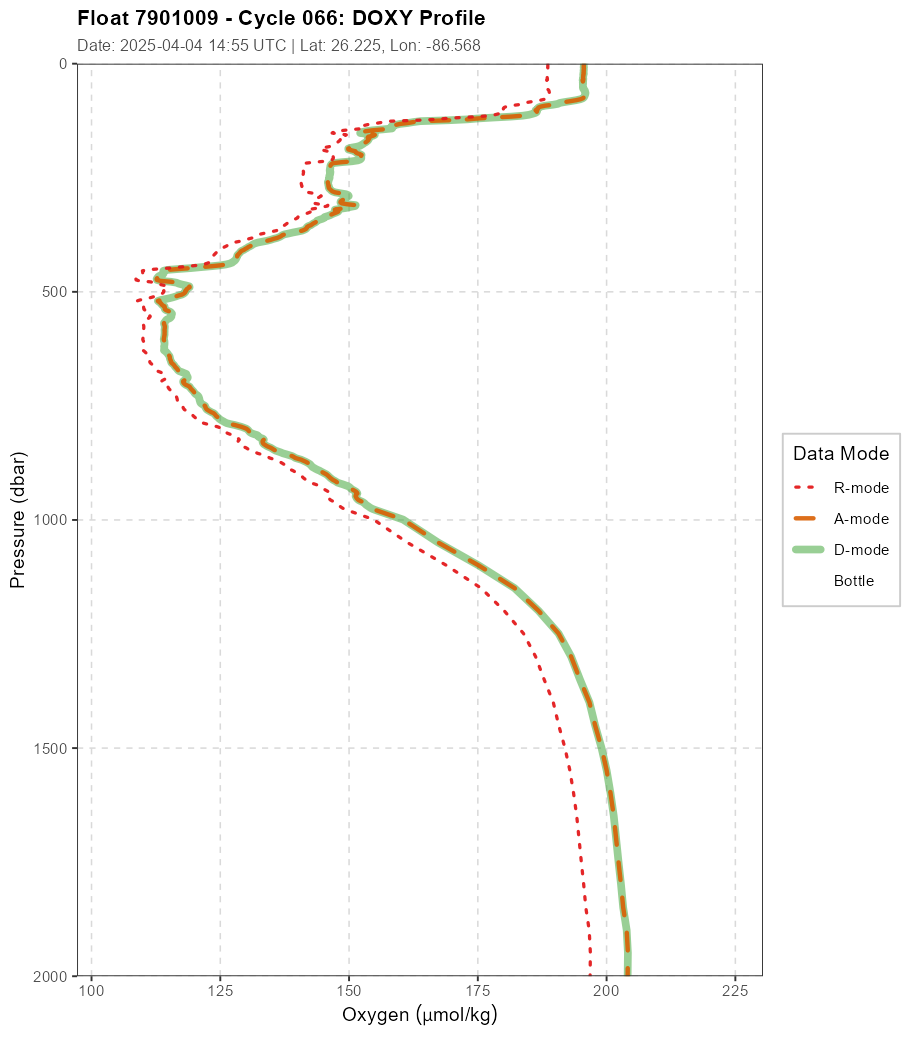 Float 7901009 - Cycle 066: DOXY Profile
Date: 2025-04-04 14:55 UTC | Lat: 26.225, Lon: -86.568
0
500
1000
1500
2000
Pressure (dbar)
100 125 150 175 200 225
Oxygen (µmol/kg)
Data Mode
R-mode
A-mode
D-mode
Bottle